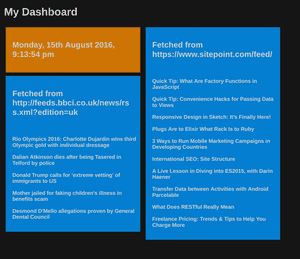 My Dashboard
Monday, 15th August 2016,
9:13:54 pm
Fetched from
http://feeds.bbci.co.uk/news/rs
s.xml?edition=uk
Rio Olympics 2016: Charlotte Dujardin wins third
Olympic gold with individual dressage
Dalian Atkinson dies after being Tasered in
Telford by police
Donald Trump calls for 'extreme vetting' of
immigrants to US
Mother jailed for faking children's illness in
benefits scam
Desmond D'Mello allegations proven by General
Dental Council
Fetched from
https://www.sitepoint.com/feed/
Quick Tip: What Are Factory Functions in
JavaScript
Quick Tip: Convenience Hacks for Passing Data
to Views
Responsive Design in Sketch: It's Finally Here!
Plugs Are to Elixir What Rack Is to Ruby
3 Ways to Run Mobile Marketing Campaigns in
Developing Countries
International SEO: Site Structure
A Live Lesson in Diving into ES2015, with Darin
Haener
Transfer Data between Activities with Android
Parcelable
What Does RESTful Really Mean
Freelance Pricing: Trends & Tips to Help You
Charge More